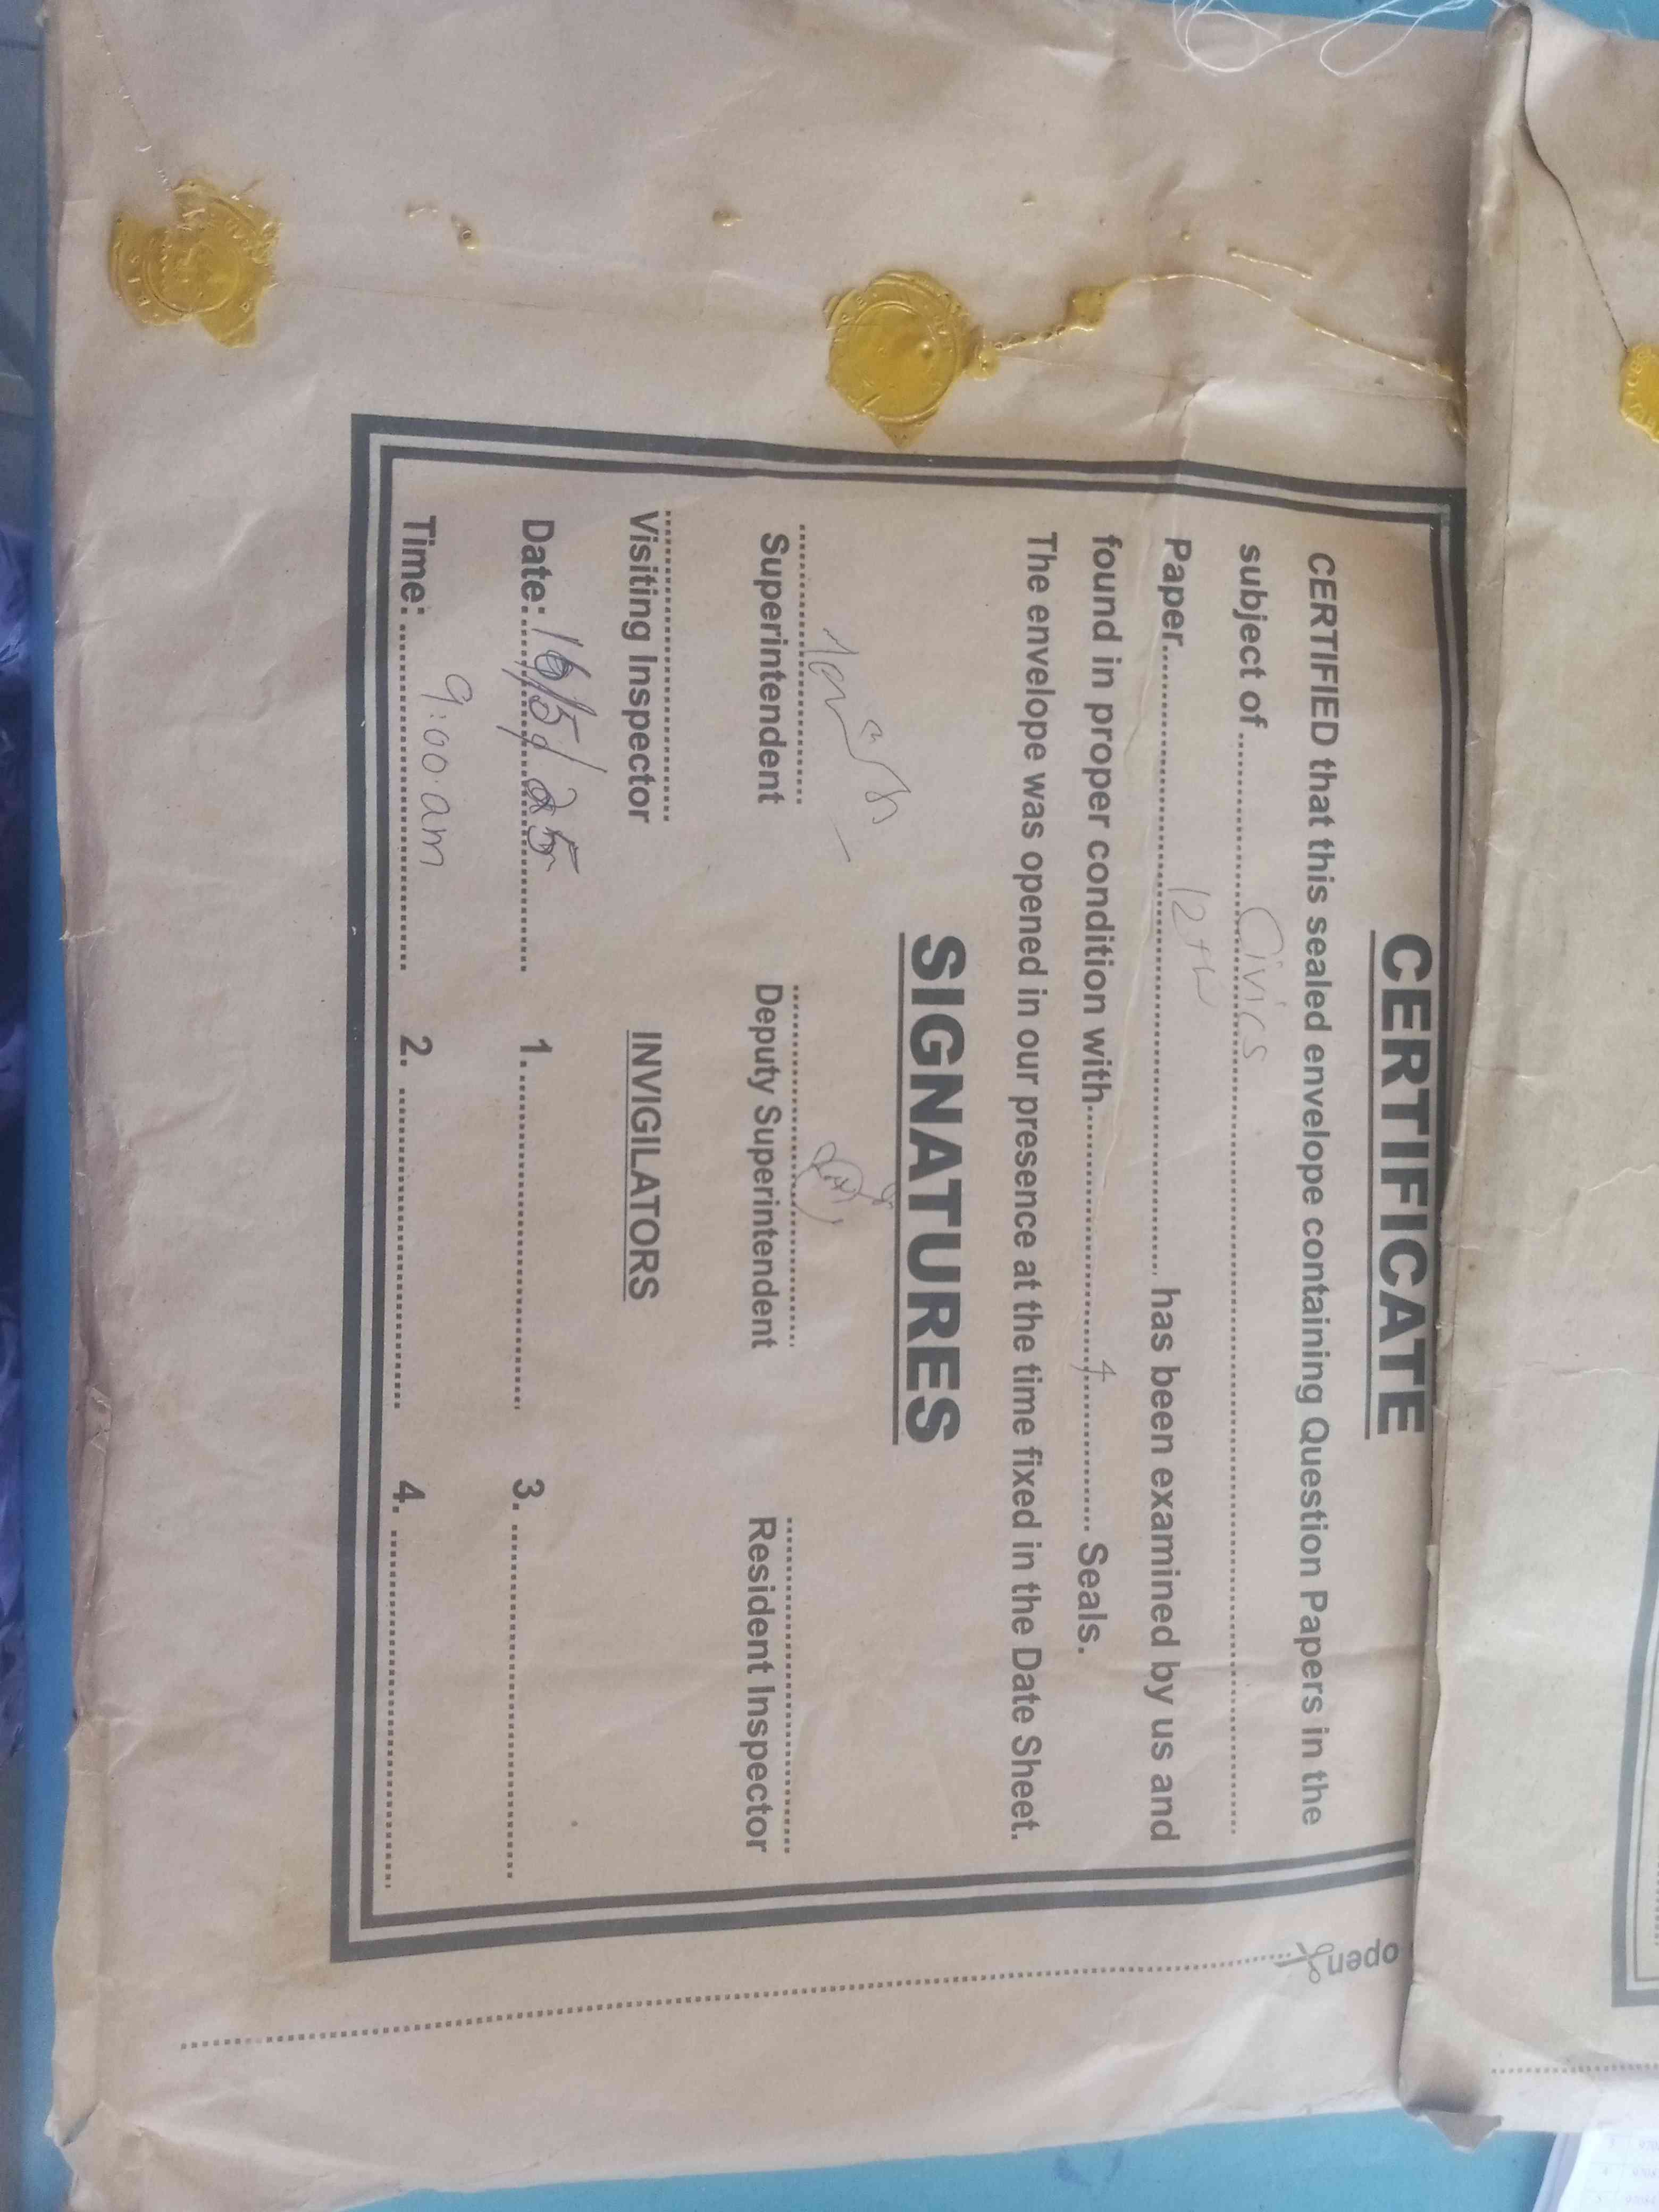 CERTIFICATE
CERTIFIED that this sealed envelope containing Question Papers in the
subject of ........ Civics ........
Paper........ 12th ........ has been examined by us and
found in proper condition with........ 4 ........ Seals.
The envelope was opened in our presence at the time fixed in the Date Sheet.
SIGNATURES
Superintendent Deputy Superintendent Resident Inspector
Visiting Inspector INVIGILATORS
Date: 16/5/25 1. ........ 3. ........
Time: 9:00 am 2. ........ 4. ........
open